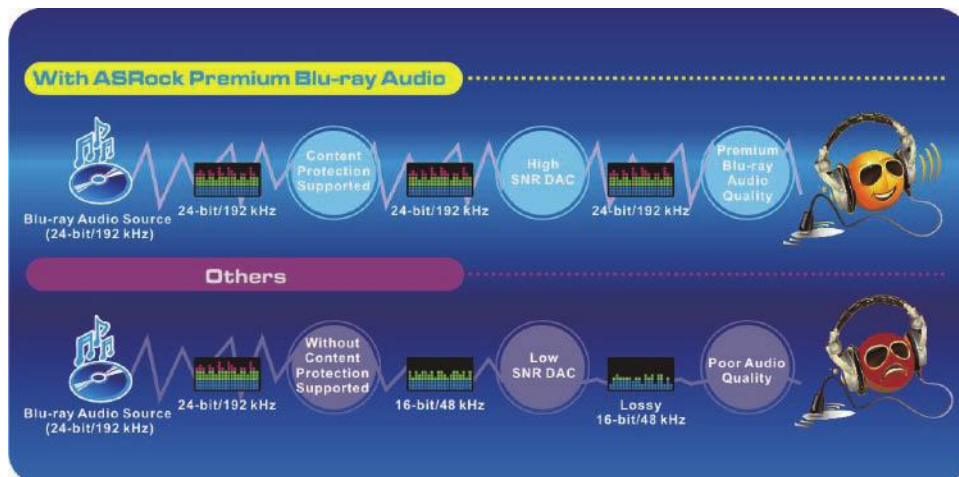 With ASRock Premium Blu-ray Audio
Content
Protection
Supported
High
SNR DAC
Premium
Blu-ray
Audio
Quality
24-bit/192 kHz
24-bit/192 kHz
24-bit/192 kHz
Blu-ray Audio Source
(24-bit/192 kHz)
Others
Without
Content
Protection
Supported
Low
SNR DAC
Poor Audio
Quality
24-bit/192 kHz
16-bit/48 kHz
Lossy
16-bit/48 kHz
Blu-ray Audio Source
(24-bit/192 kHz)